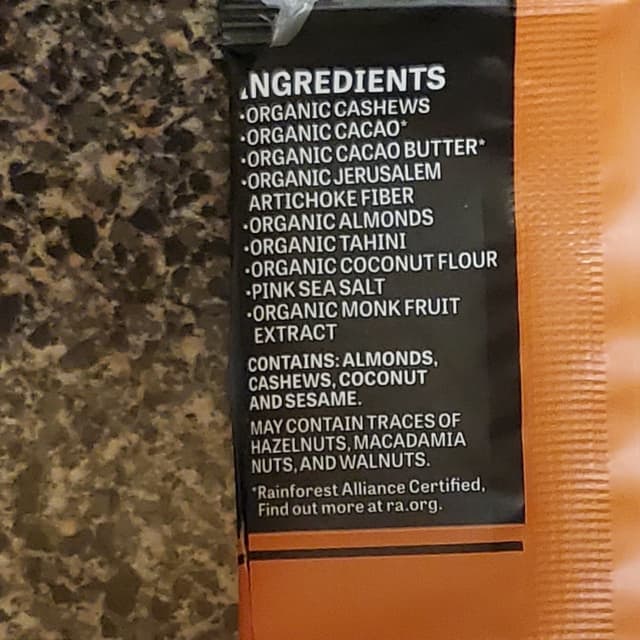 INGREDIENTS
•ORGANIC CASHEWS
•ORGANIC CACAO*
•ORGANIC CACAO BUTTER*
•ORGANIC JERUSALEM
ARTICHOKE FIBER
•ORGANIC ALMONDS
•ORGANIC TAHINI
•ORGANIC COCONUT FLOUR
•PINK SEA SALT
•ORGANIC MONK FRUIT
EXTRACT
CONTAINS: ALMONDS,
CASHEWS, COCONUT
AND SESAME.
MAY CONTAIN TRACES OF
HAZELNUTS, MACADAMIA
NUTS, AND WALNUTS.
*Rainforest Alliance Certified,
Find out more at ra.org.